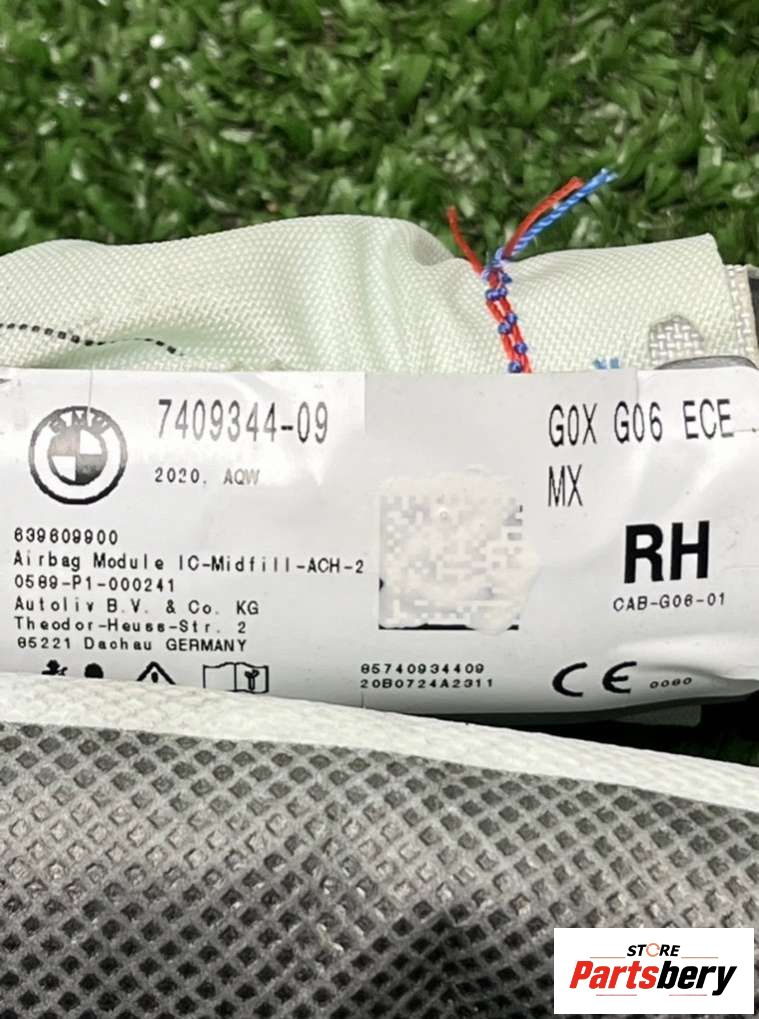 BMW
7409344-09
2020. AQW
639609900
Airbag Module IC-Midfill-ACH-2
0589-P1-000241
Autoliv B.V. & Co. KG
Theodor-Heuss-Str. 2
85221 Dachau GERMANY
85740934409
20B0724A2311
G0X G06 ECE
MX
RH
CAB-G06-01
CE 0080
STORE
Partsbery